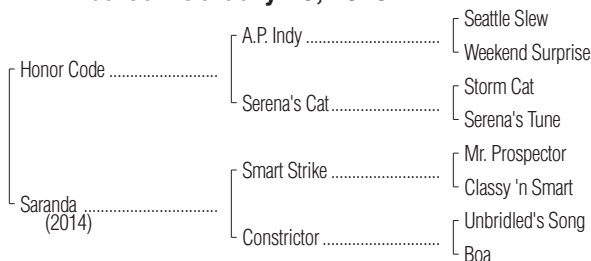 Seattle Slew
A.P. Indy ..............................
Weekend Surprise
Honor Code ........................
Storm Cat
Serena's Cat........................
Serena's Tune
Mr. Prospector
Smart Strike ........................
Classy 'n Smart
Saranda ..............................
(2014)
Unbridled's Song
Constrictor ..........................
Boa